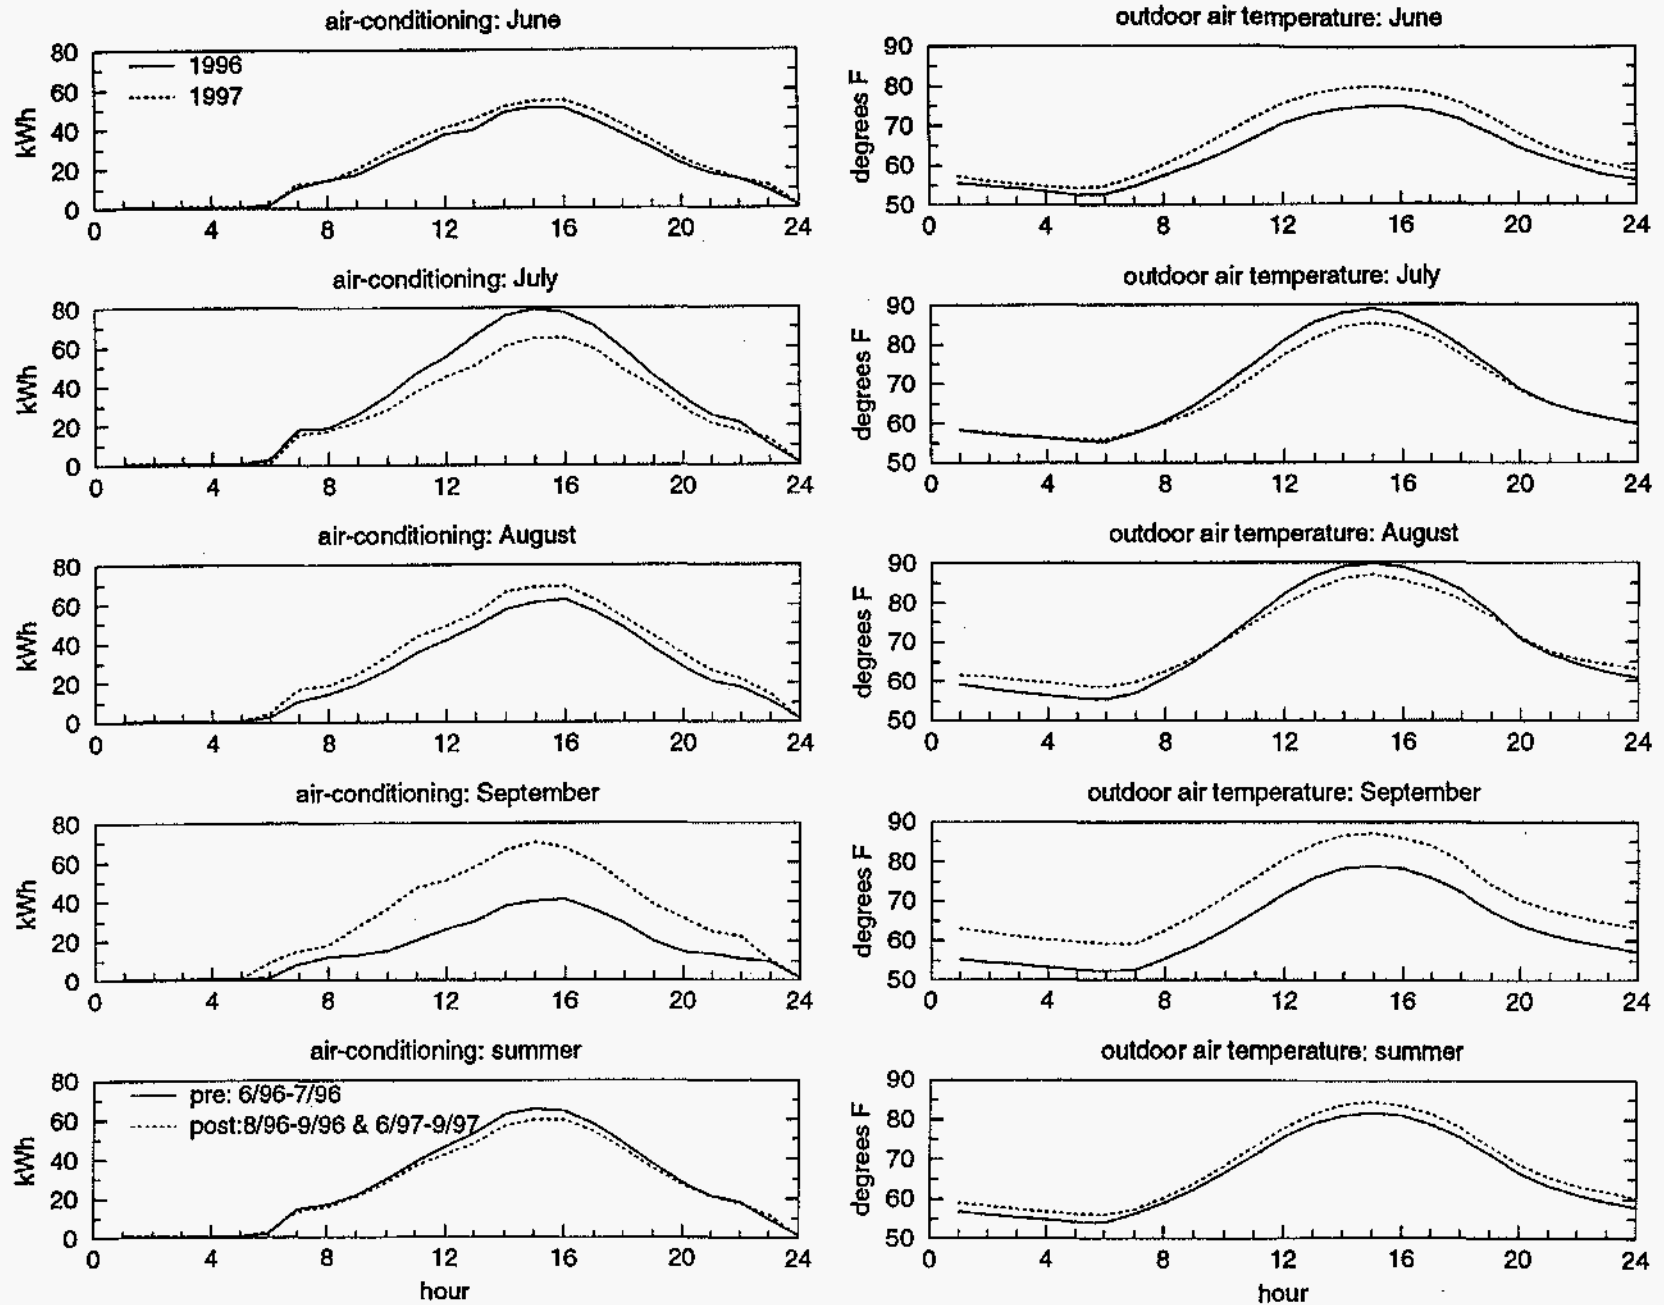 air-conditioning: June
80
60
40
20
0
kWh
1996
1997
0 4 8 12 16 20 24
outdoor air temperature: June
90
80
70
60
50
degrees F
0 4 8 12 16 20 24
air-conditioning: July
80
60
40
20
0
kWh
0 4 8 12 16 20 24
outdoor air temperature: July
90
80
70
60
50
degrees F
0 4 8 12 16 20 24
air-conditioning: August
80
60
40
20
0
kWh
0 4 8 12 16 20 24
outdoor air temperature: August
90
80
70
60
50
degrees F
0 4 8 12 16 20 24
air-conditioning: September
80
60
40
20
0
kWh
0 4 8 12 16 20 24
outdoor air temperature: September
90
80
70
60
50
degrees F
0 4 8 12 16 20 24
air-conditioning: summer
80
60
40
20
0
kWh
pre: 6/96-7/96
post:8/96-9/96 & 6/97-9/97
0 4 8 12 16 20 24
hour
outdoor air temperature: summer
90
80
70
60
50
degrees F
0 4 8 12 16 20 24
hour